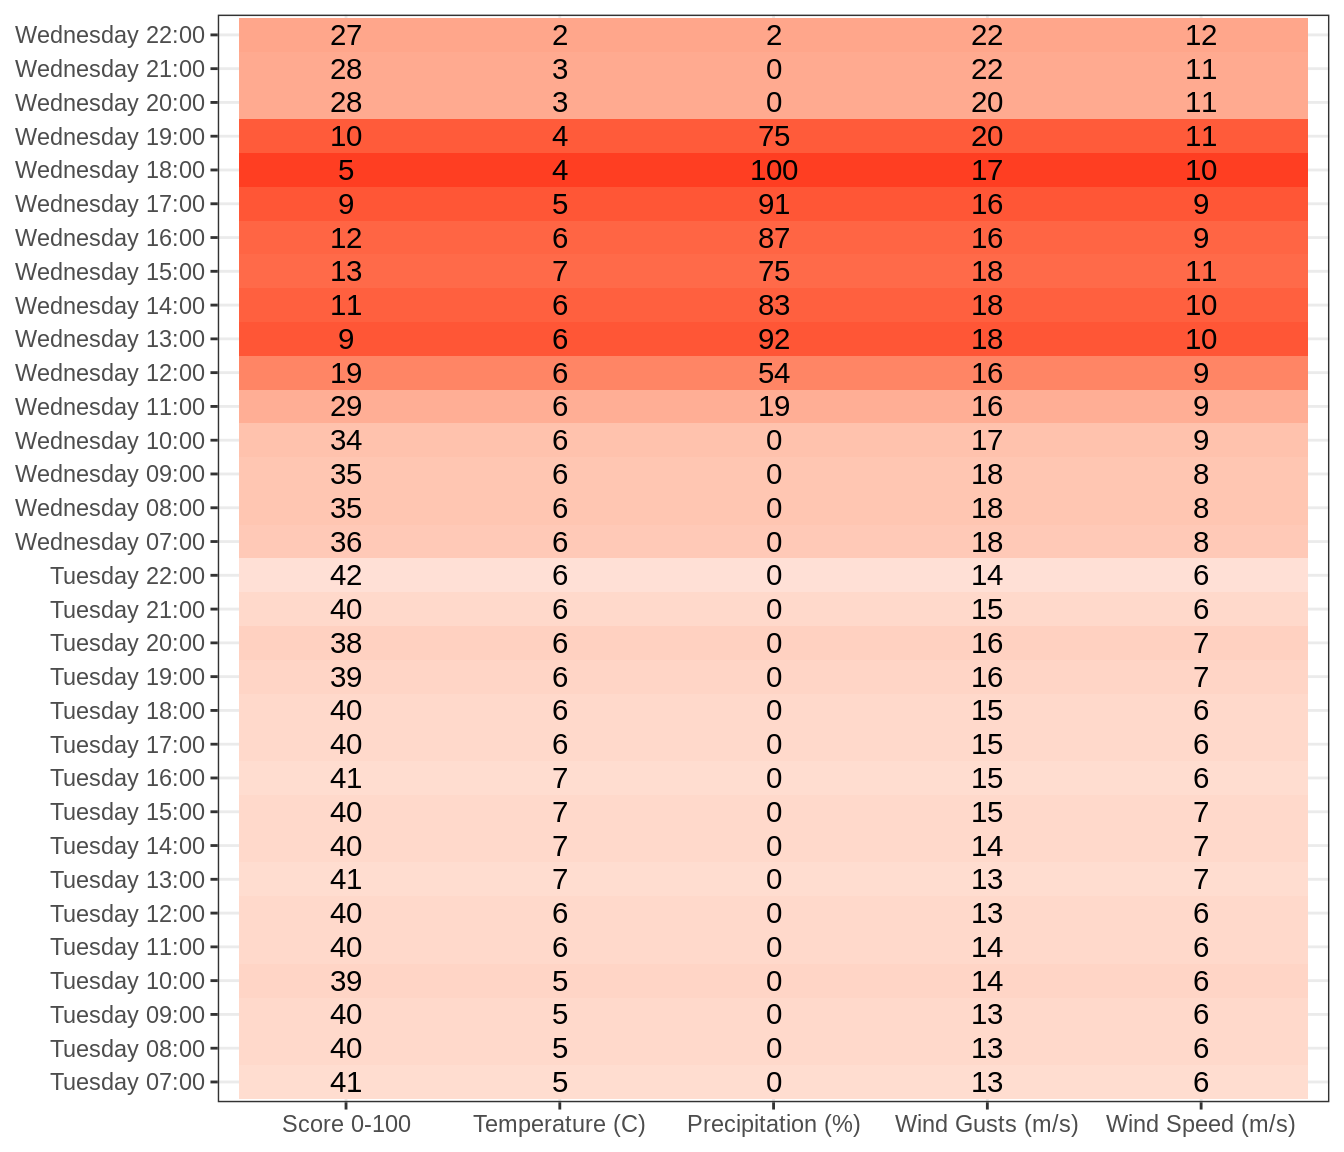 Wednesday 22:00 27 2 2 22 12
Wednesday 21:00 28 3 0 22 11
Wednesday 20:00 28 3 0 20 11
Wednesday 19:00 10 4 75 20 11
Wednesday 18:00 5 4 100 17 10
Wednesday 17:00 9 5 91 16 9
Wednesday 16:00 12 6 87 16 9
Wednesday 15:00 13 7 75 18 11
Wednesday 14:00 11 6 83 18 10
Wednesday 13:00 9 6 92 18 10
Wednesday 12:00 19 6 54 16 9
Wednesday 11:00 29 6 19 16 9
Wednesday 10:00 34 6 0 17 9
Wednesday 09:00 35 6 0 18 8
Wednesday 08:00 35 6 0 18 8
Wednesday 07:00 36 6 0 18 8
Tuesday 22:00 42 6 0 14 6
Tuesday 21:00 40 6 0 15 6
Tuesday 20:00 38 6 0 16 7
Tuesday 19:00 39 6 0 16 7
Tuesday 18:00 40 6 0 15 6
Tuesday 17:00 40 6 0 15 6
Tuesday 16:00 41 7 0 15 6
Tuesday 15:00 40 7 0 15 7
Tuesday 14:00 40 7 0 14 7
Tuesday 13:00 41 7 0 13 7
Tuesday 12:00 40 6 0 13 6
Tuesday 11:00 40 6 0 14 6
Tuesday 10:00 39 5 0 14 6
Tuesday 09:00 40 5 0 13 6
Tuesday 08:00 40 5 0 13 6
Tuesday 07:00 41 5 0 13 6
Score 0-100 Temperature (C) Precipitation (%) Wind Gusts (m/s) Wind Speed (m/s)